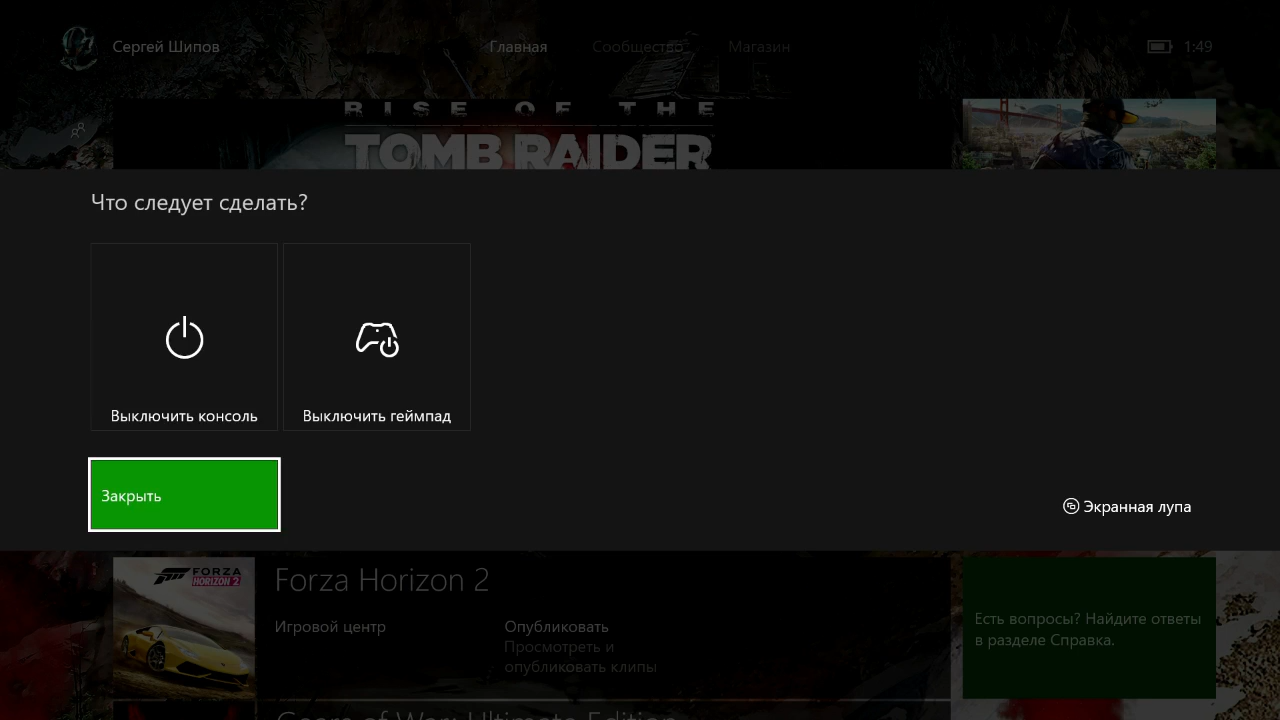 Сергей Шипов
Главная
Сообщество
Магазин
1:49
RISE OF THE
TOMB RAIDER
Что следует сделать?
Выключить консоль
Выключить геймпад
Закрыть
Экранная лупа
FORZA
HORIZON 2
Forza Horizon 2
Игровой центр
Опубликовать
Просмотреть и
опубликовать клипы
Есть вопросы? Найдите ответы
в разделе Справка.
Gears of War: Ultimate Edition